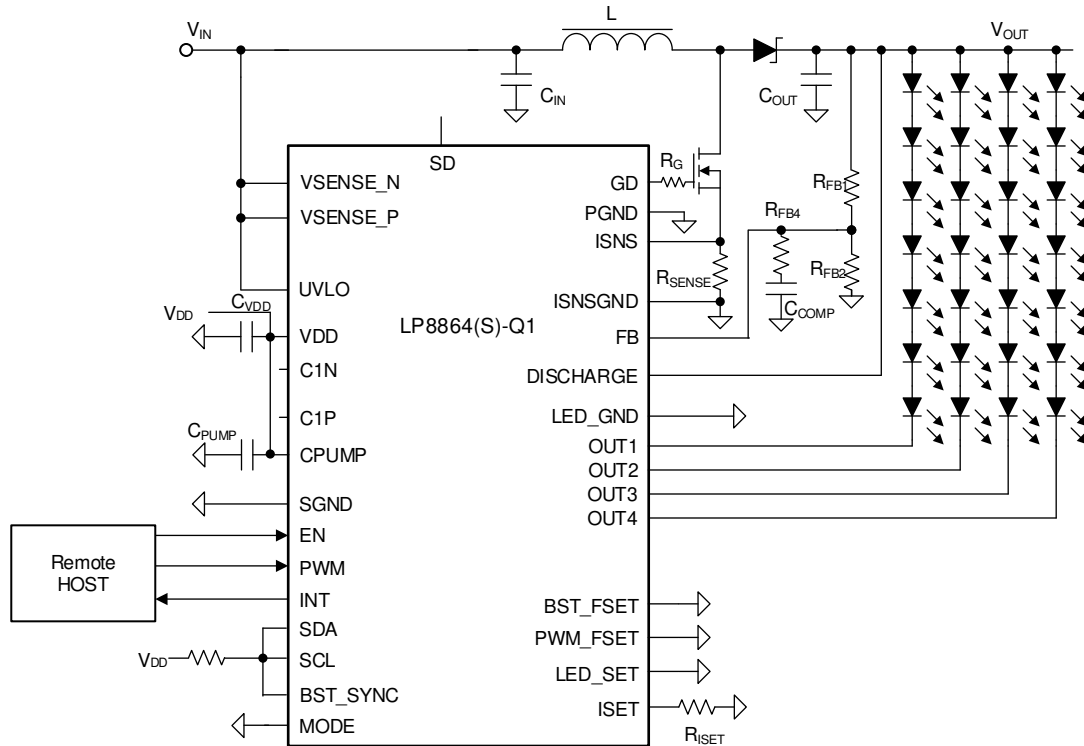 VIN
L
VOUT
CIN
COUT
SD
VSENSE_N
VSENSE_P
UVLO
VDD
CVDD
VDD
C1N
C1P
CPUMP
CPUMP
SGND
EN
PWM
INT
SDA
SCL
BST_SYNC
MODE
VDD
Remote
HOST
LP8864(S)-Q1
GD
PGND
ISNS
ISNSGND
FB
DISCHARGE
LED_GND
OUT1
OUT2
OUT3
OUT4
BST_FSET
PWM_FSET
LED_SET
ISET
RG
RSENSE
RFB4
CCOMP
RFB1
RFB2
RISET